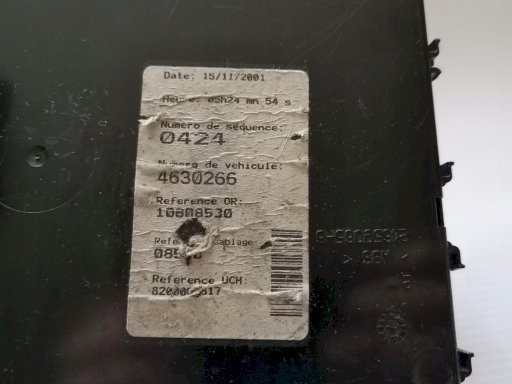 Date: 15/11/2001
Heure: 05h24 mn 54 s
Numero de sequence:
0424
Numero de vehicule:
4630266
Reference OR:
10808530
cablage
Reference UCH:
> ABS <